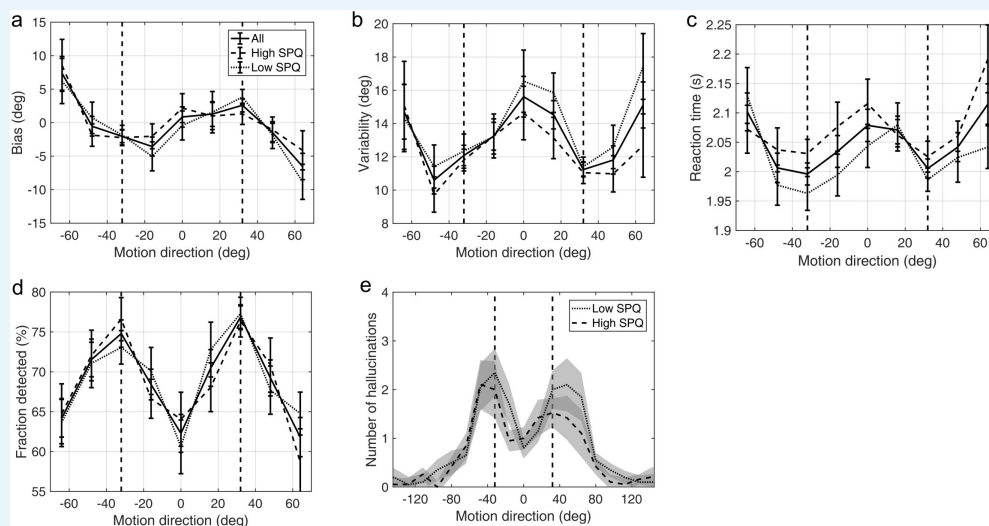 a
15
10
5
0
-5
-10
-15
Bias (deg)
-60 -40 -20 0 20 40 60
Motion direction (deg)
All
High SPQ
Low SPQ
b
20
18
16
14
12
10
8
Variability (deg)
-60 -40 -20 0 20 40 60
Motion direction (deg)
c
2.25
2.2
2.15
2.1
2.05
2
1.95
1.9
Reaction time (s)
-60 -40 -20 0 20 40 60
Motion direction (deg)
d
80
75
70
65
60
55
Fraction detected (%)
-60 -40 -20 0 20 40 60
Motion direction (deg)
e
4
3
2
1
0
Number of hallucinations
-120 -80 -40 0 40 80 120
Motion direction (deg)
Low SPQ
High SPQ